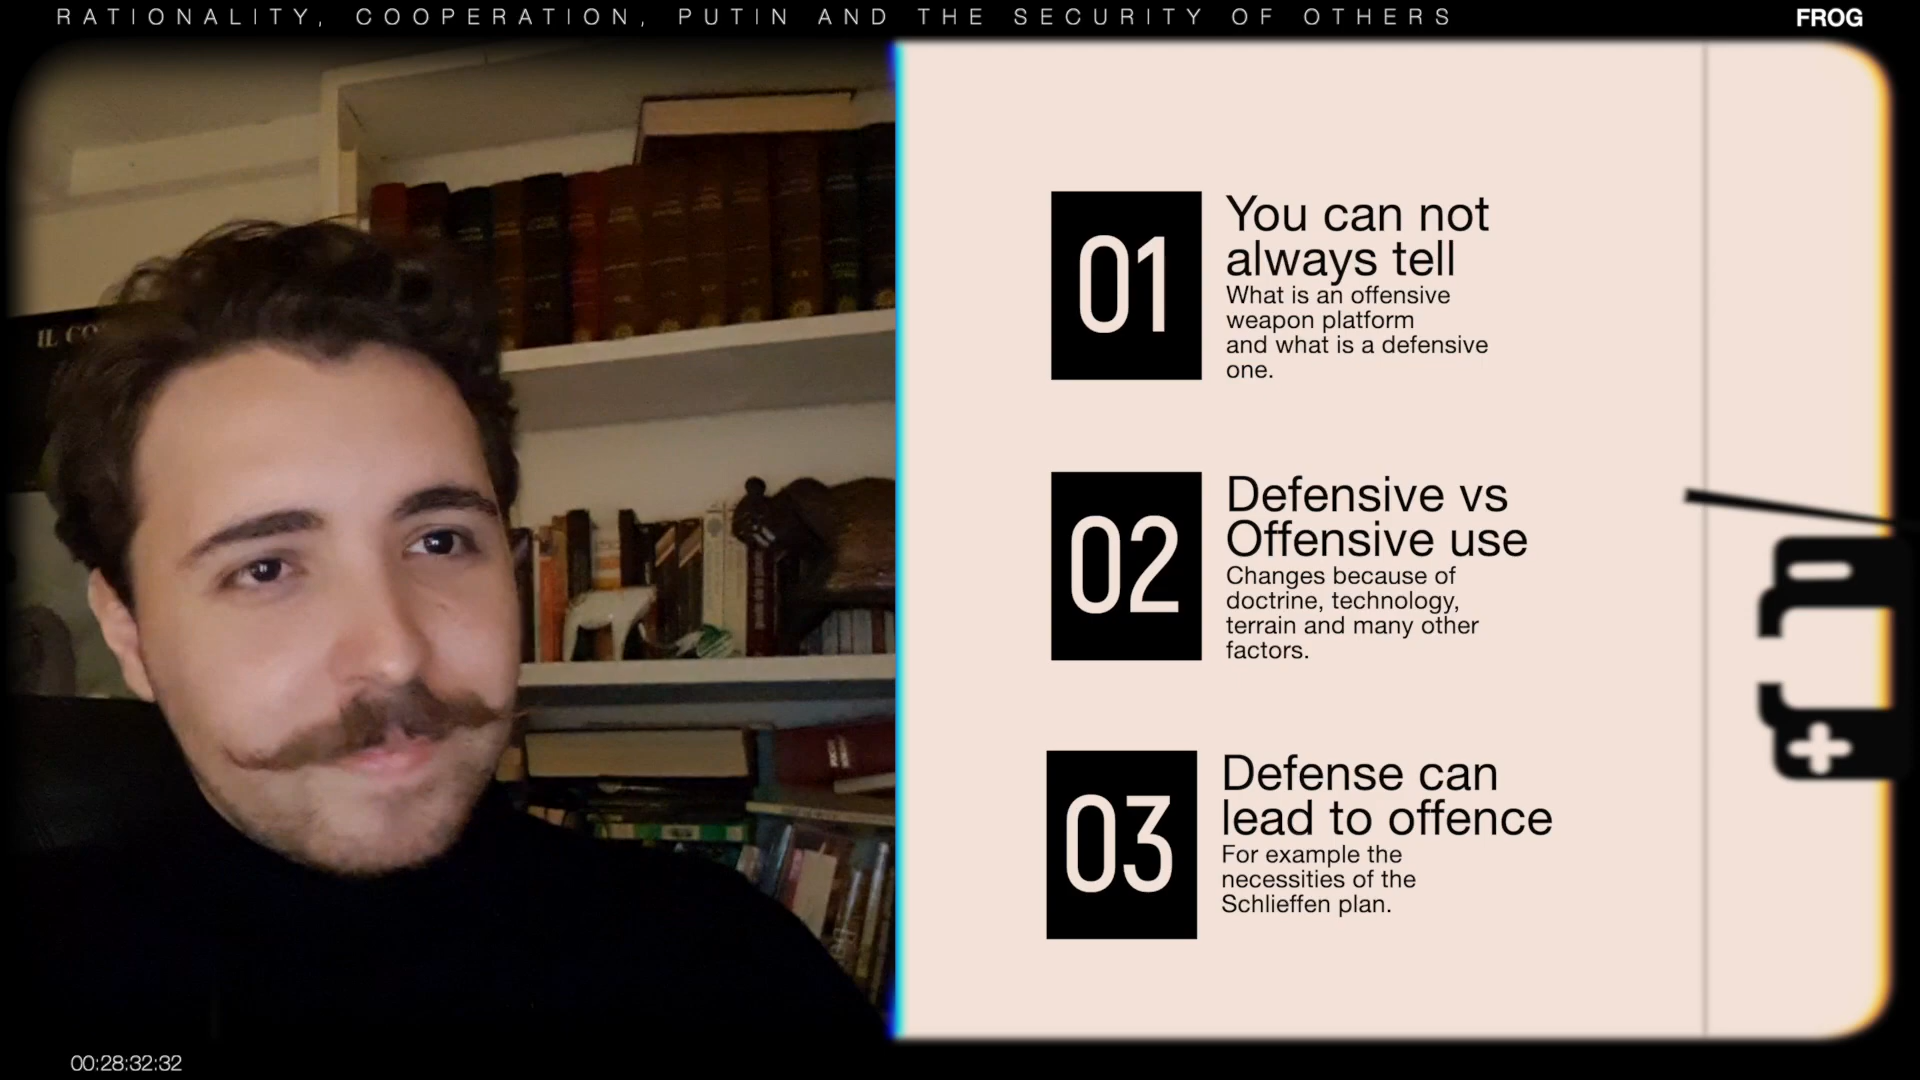 RATIONALITY, COOPERATION, PUTIN AND THE SECURITY OF OTHERS
FROG
IL CO
01
You can not
always tell
What is an offensive
weapon platform
and what is a defensive
one.
02
Defensive vs
Offensive use
Changes because of
doctrine, technology,
terrain and many other
factors.
03
Defense can
lead to offence
For example the
necessities of the
Schlieffen plan.
00:28:32:32